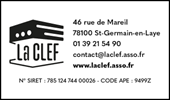 La CLEF
46 rue de Mareil
78100 St-Germain-en-Laye
01 39 21 54 90
contact@laclef.asso.fr
www.laclef.asso.fr
N° SIRET : 785 124 744 00026 - CODE APE : 9499Z